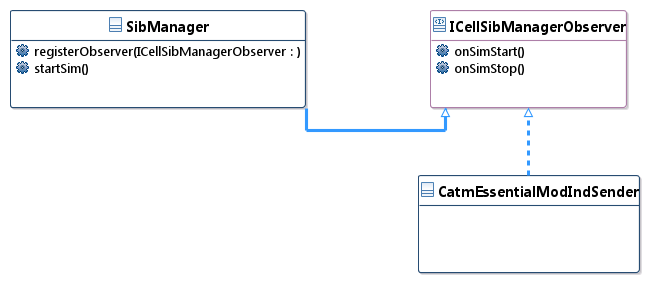 SibManager
registerObserver(ICellSibManagerObserver : )
startSim()
ICellSibManagerObserver
onSimStart()
onSimStop()
CatmEssentialModIndSender